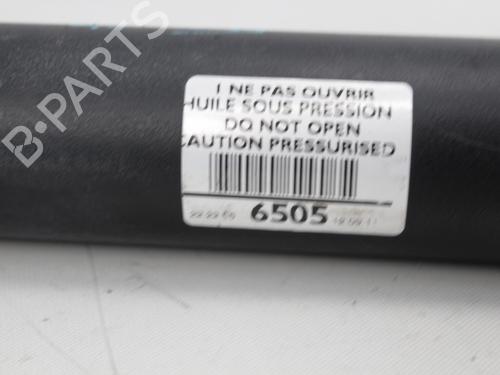 ! NE PAS OUVRIR
HUILE SOUS PRESSION
DO NOT OPEN
CAUTION PRESSURISED
6505
B-PARTS